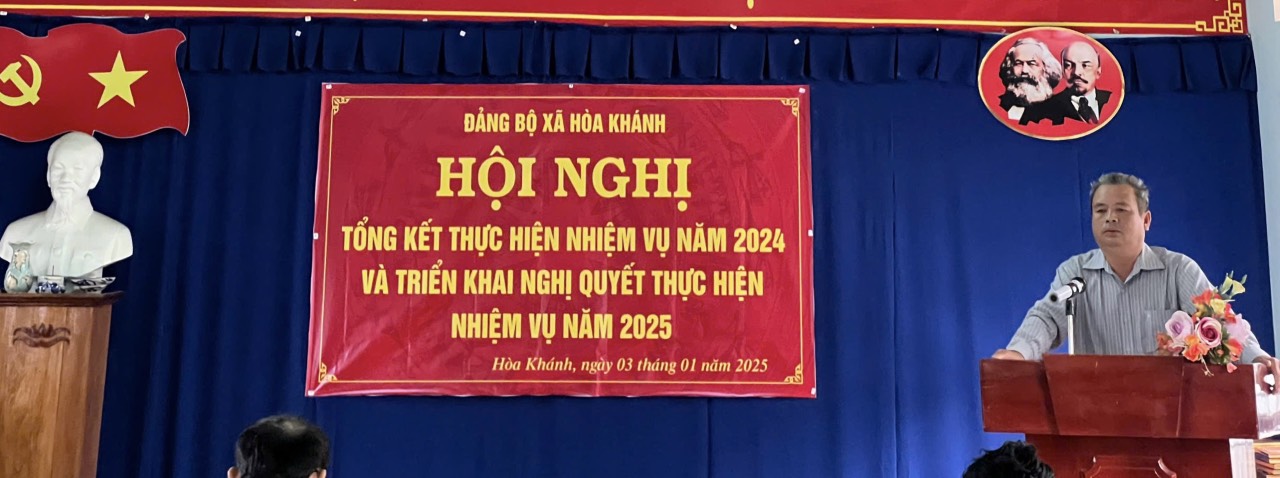 ĐẢNG BỘ XÃ HÒA KHÁNH
HỘI NGHỊ
TỔNG KẾT THỰC HIỆN NHIỆM VỤ NĂM 2024
VÀ TRIỂN KHAI NGHỊ QUYẾT THỰC HIỆN
NHIỆM VỤ NĂM 2025
Hòa Khánh, ngày 03 tháng 01 năm 2025